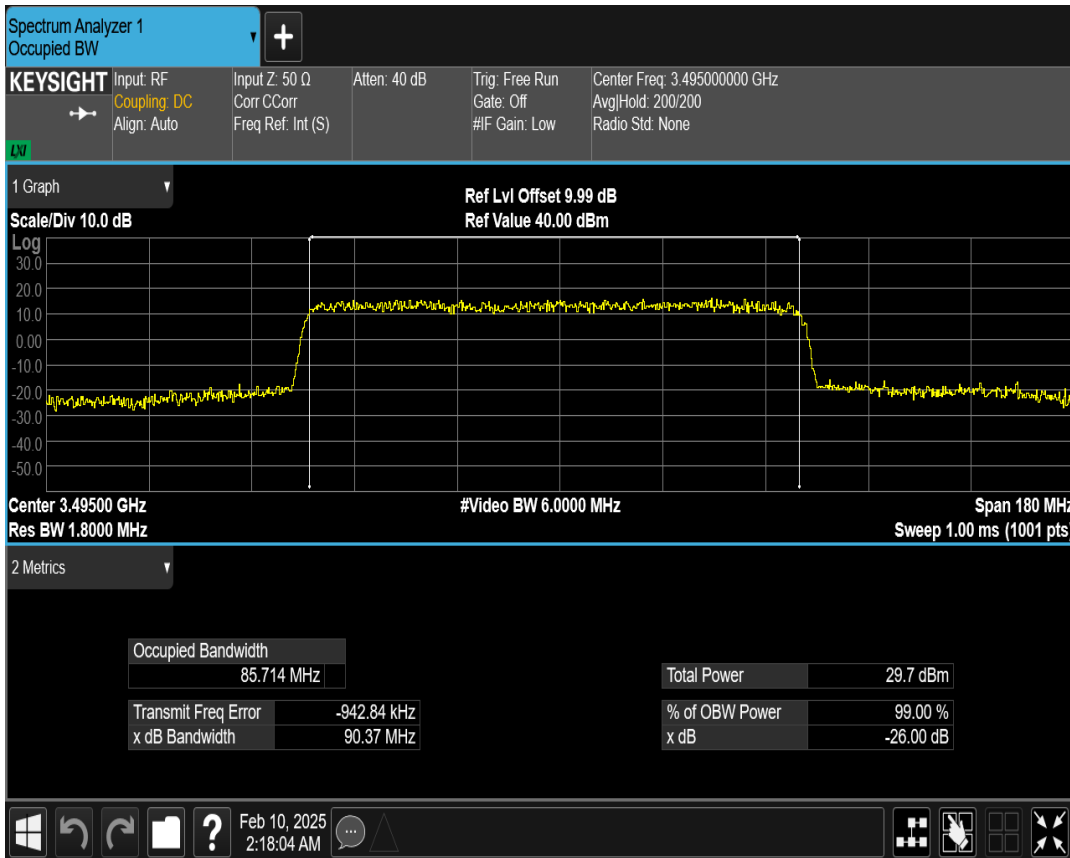 Spectrum Analyzer 1
Occupied BW
KEYSIGHT
LXI
Input: RF
Coupling: DC
Align: Auto
Input Z: 50 Ω
Corr CCorr
Freq Ref: Int (S)
Atten: 40 dB
Trig: Free Run
Gate: Off
#IF Gain: Low
Center Freq: 3.495000000 GHz
Avg|Hold: 200/200
Radio Std: None
1 Graph
Scale/Div 10.0 dB
Ref Lvl Offset 9.99 dB
Ref Value 40.00 dBm
Log
30.0
20.0
10.0
0.00
-10.0
-20.0
-30.0
-40.0
-50.0
Center 3.49500 GHz
#Video BW 6.0000 MHz
Span 180 MHz
Res BW 1.8000 MHz
Sweep 1.00 ms (1001 pts)
2 Metrics
Occupied Bandwidth
85.714 MHz
Transmit Freq Error -942.84 kHz
x dB Bandwidth 90.37 MHz
Total Power 29.7 dBm
% of OBW Power 99.00 %
x dB -26.00 dB
?
Feb 10, 2025
2:18:04 AM